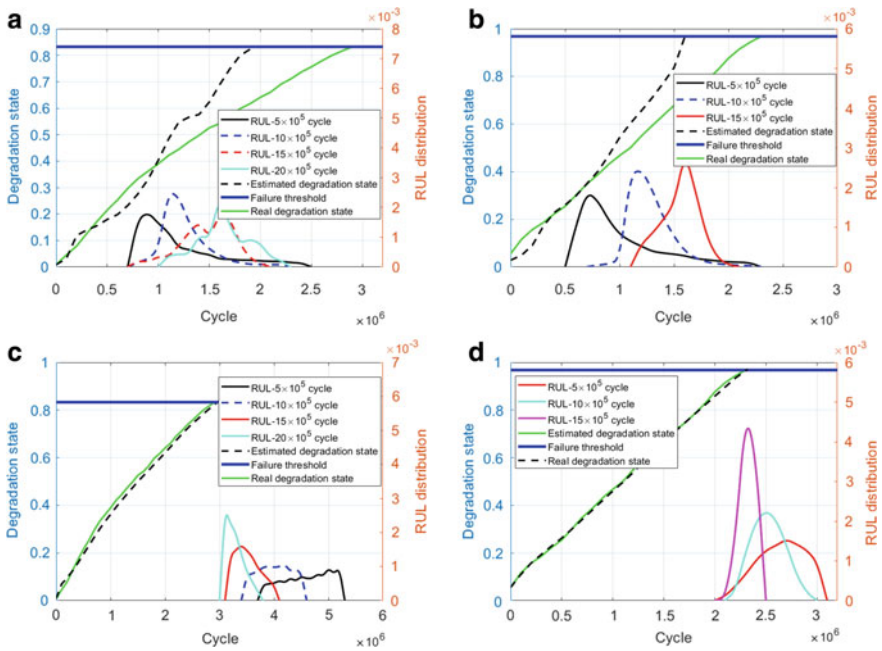 a
×10⁻³
0.9
0.8
0.7
0.6
0.5
0.4
0.3
0.2
0.1
0
Degradation state
8
7
6
5
4
3
2
1
0
RUL distribution
RUL-5×10⁵ cycle
RUL-10×10⁵ cycle
RUL-15×10⁵ cycle
RUL-20×10⁵ cycle
Estimated degradation state
Failure threshold
Real degradation state
0 0.5 1 1.5 2 2.5 3
Cycle
×10⁶
b
×10⁻³
1
0.8
0.6
0.4
0.2
0
Degradation state
6
5
4
3
2
1
0
RUL distribution
RUL-5×10⁵ cycle
RUL-10×10⁵ cycle
RUL-15×10⁵ cycle
Estimated degradation state
Failure threshold
Real degradation state
0 0.5 1 1.5 2 2.5 3
Cycle
×10⁶
c
×10⁻³
1
0.8
0.6
0.4
0.2
0
Degradation state
7
6
5
4
3
2
1
0
RUL distribution
RUL-5×10⁵ cycle
RUL-10×10⁵ cycle
RUL-15×10⁵ cycle
RUL-20×10⁵ cycle
Estimated degradation state
Failure threshold
Real degradation state
0 1 2 3 4 5 6
Cycle
×10⁶
d
×10⁻³
1
0.8
0.6
0.4
0.2
0
Degradation state
6
5
4
3
2
1
0
RUL distribution
RUL-5×10⁵ cycle
RUL-10×10⁵ cycle
RUL-15×10⁵ cycle
Estimated degradation state
Failure threshold
Real degradation state
0 0.5 1 1.5 2 2.5 3
Cycle
×10⁶